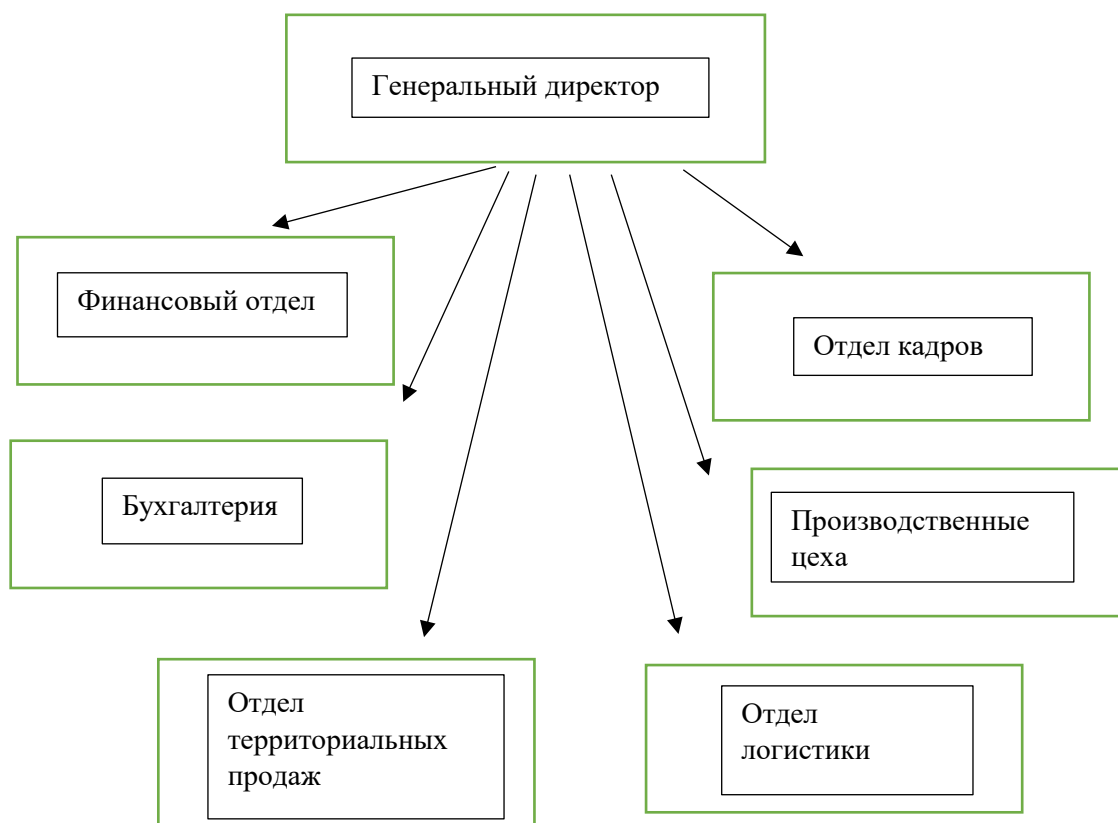 Генеральный директор
Финансовый отдел
Отдел кадров
Бухгалтерия
Производственные
цеха
Отдел
территориальных
продаж
Отдел
логистики